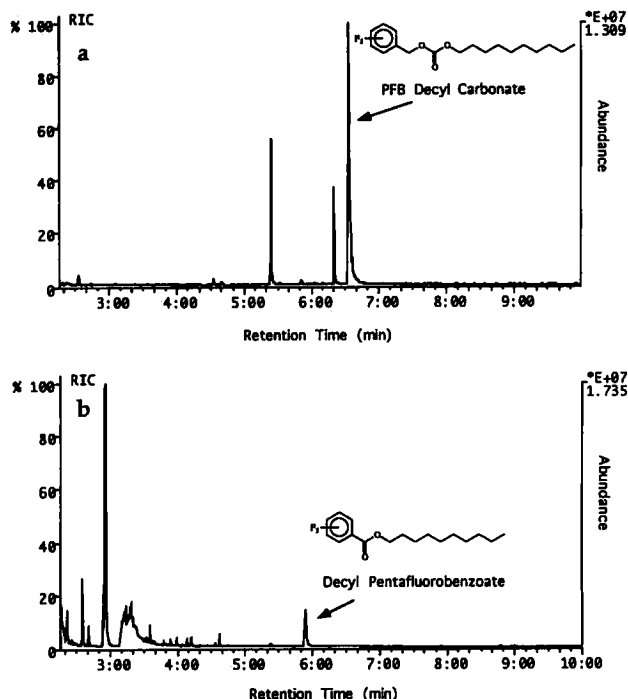 % 100
RIC
*E+07
1.309
a
F5
O
O
O
PFB Decyl Carbonate
80
60
40
20
0
Abundance
3:00 4:00 5:00 6:00 7:00 8:00 9:00
Retention Time (min)
% 100
RIC
*E+07
1.735
b
F5
O
O
Decyl Pentafluorobenzoate
80
60
40
20
0
Abundance
3:00 4:00 5:00 6:00 7:00 8:00 9:00 10:00
Retention Time (min)